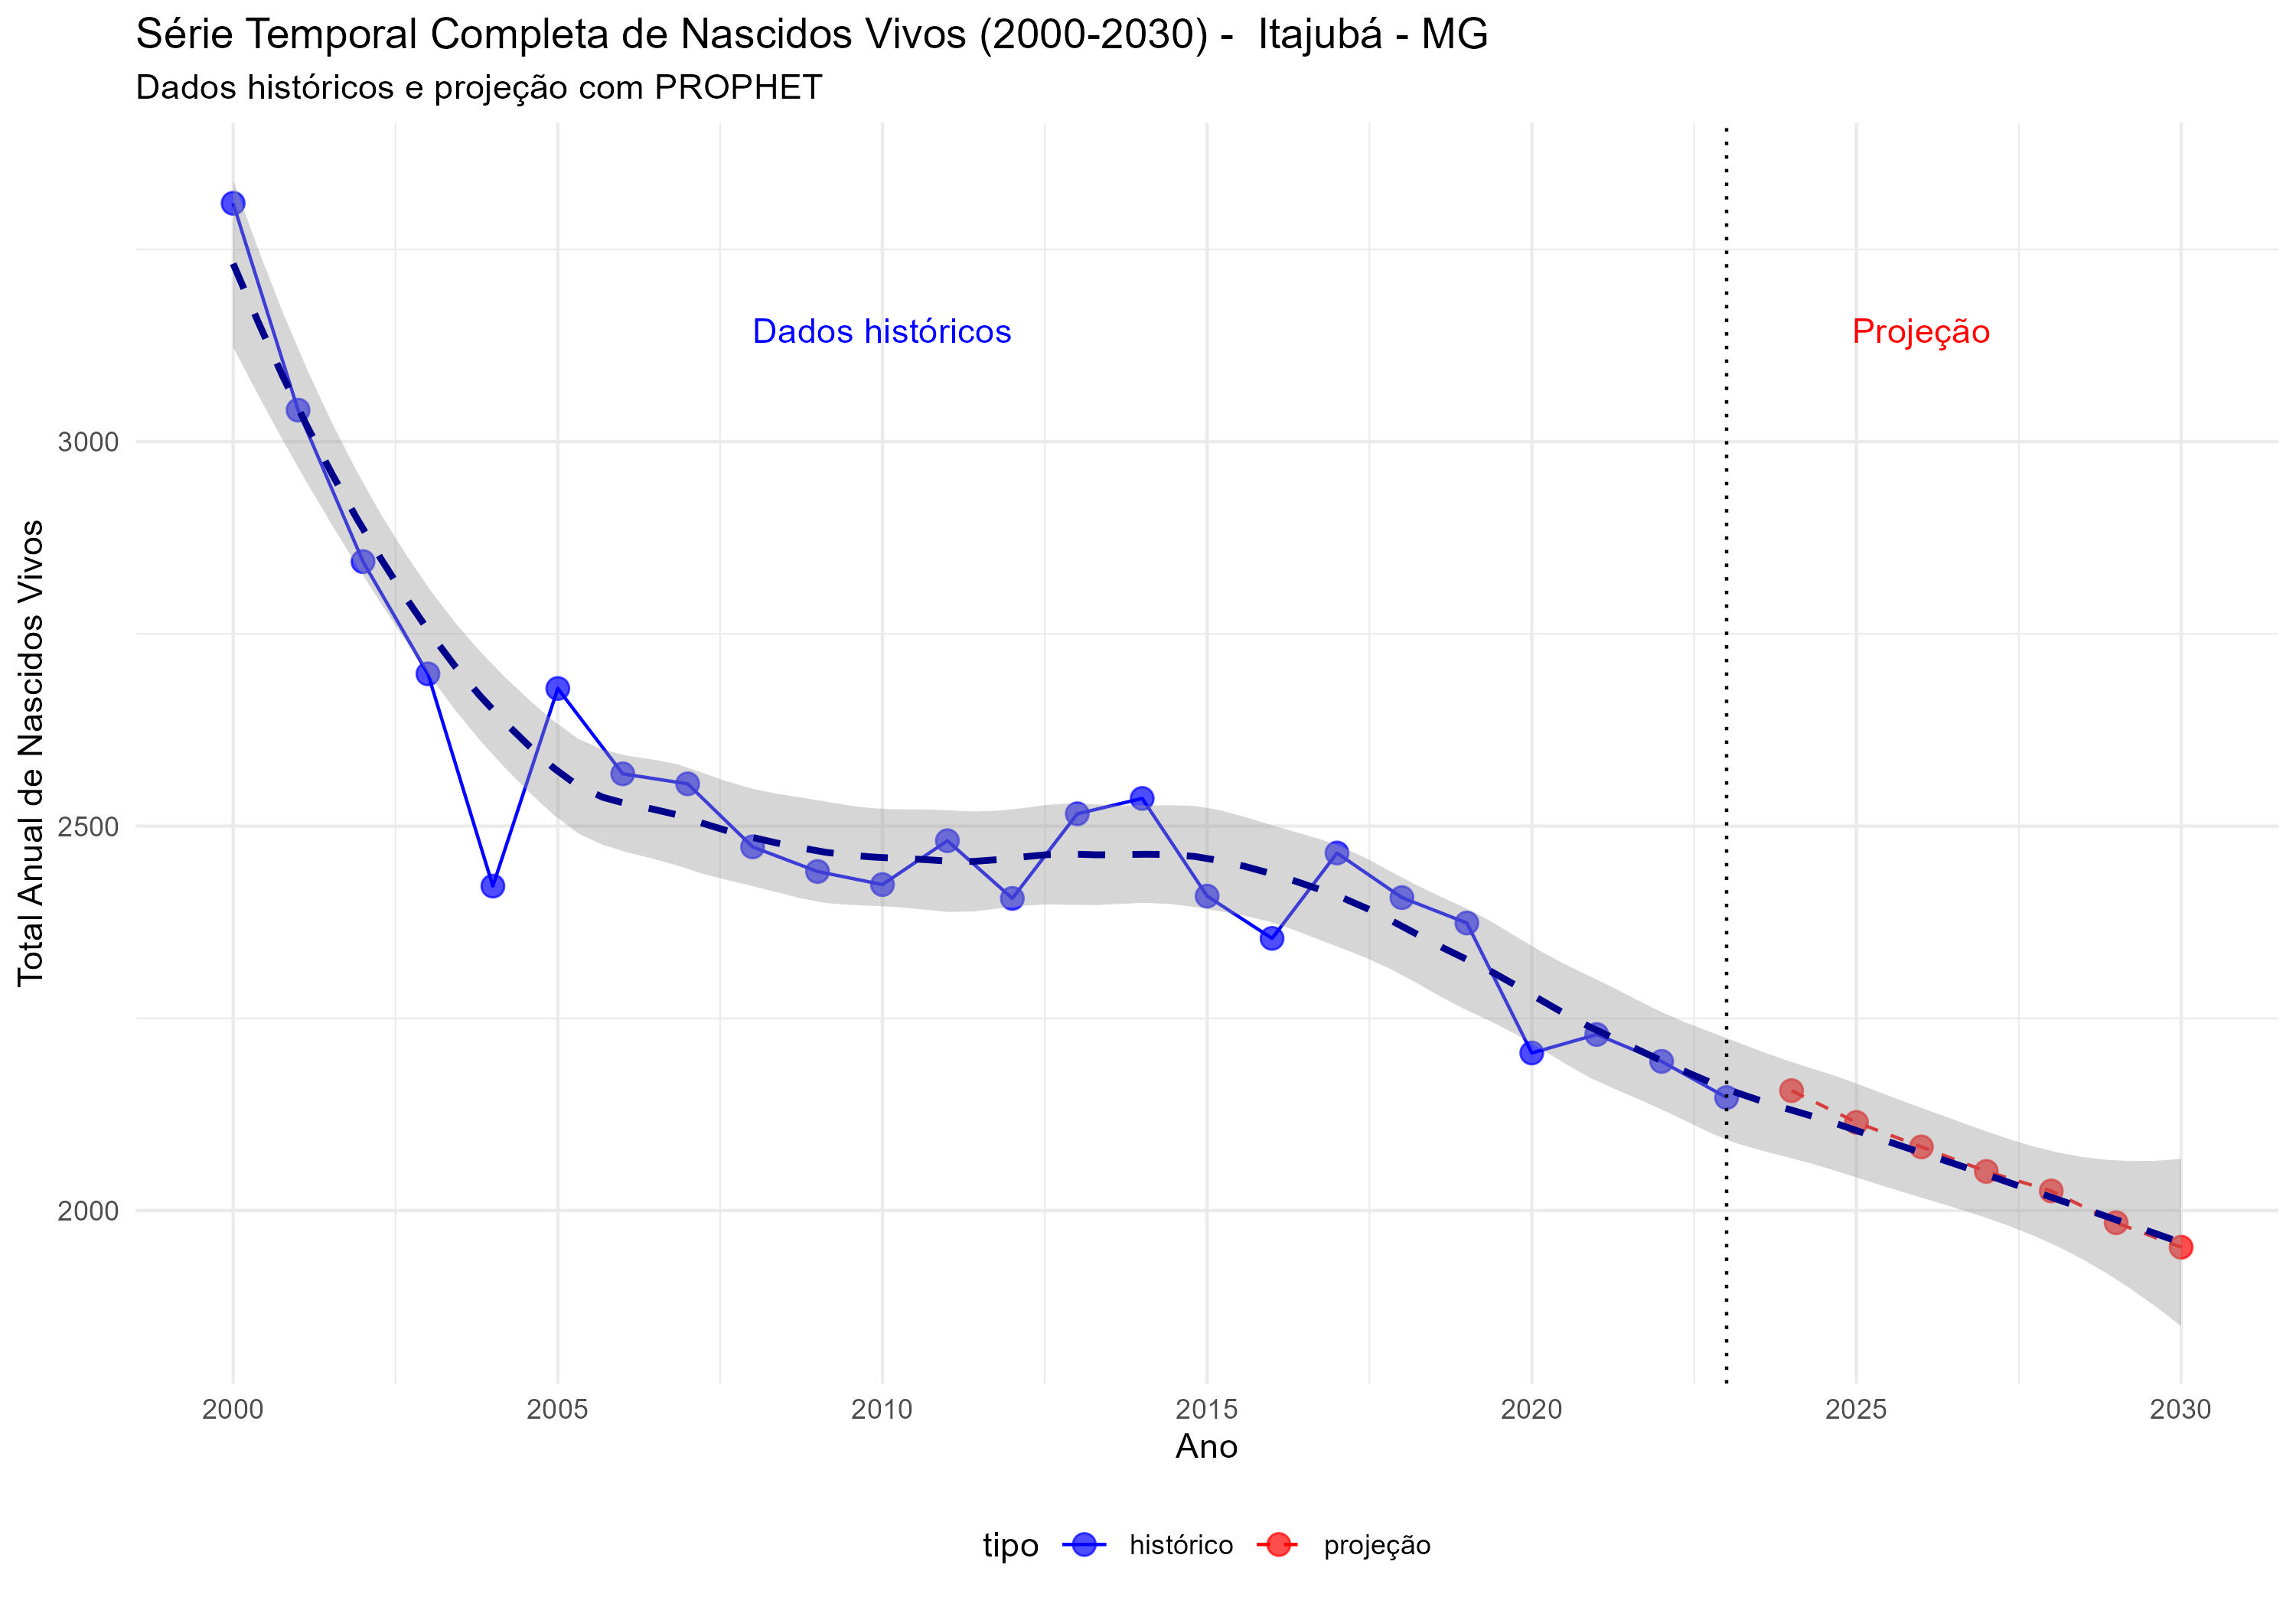 Série Temporal Completa de Nascidos Vivos (2000-2030) -  Itajubá - MG
Dados históricos e projeção com PROPHET
Dados históricos
Projeção
Total Anual de Nascidos Vivos
3000
2500
2000
2000 2005 2010 2015 2020 2025 2030
Ano
tipo histórico projeção